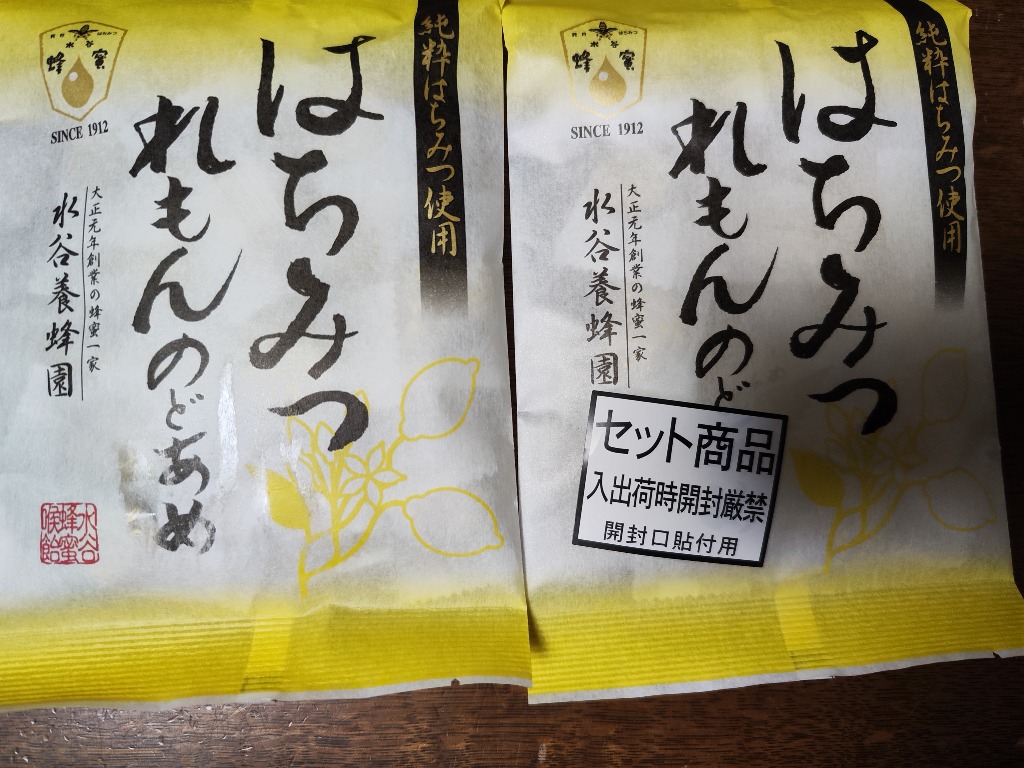 純粋はちみつ使用
はちみつ
れもんのどあめ
大正元年創業の蜂蜜一家
水谷養蜂園
水谷
蜂 蜜
SINCE 1912
水谷
蜂蜜
純粋はちみつ使用
はちみつ
れもんのど
大正元年創業の蜂蜜一家
水谷養蜂園
水谷
蜂 蜜
SINCE 1912
セット商品
入出荷時開封厳禁
開封口貼付用